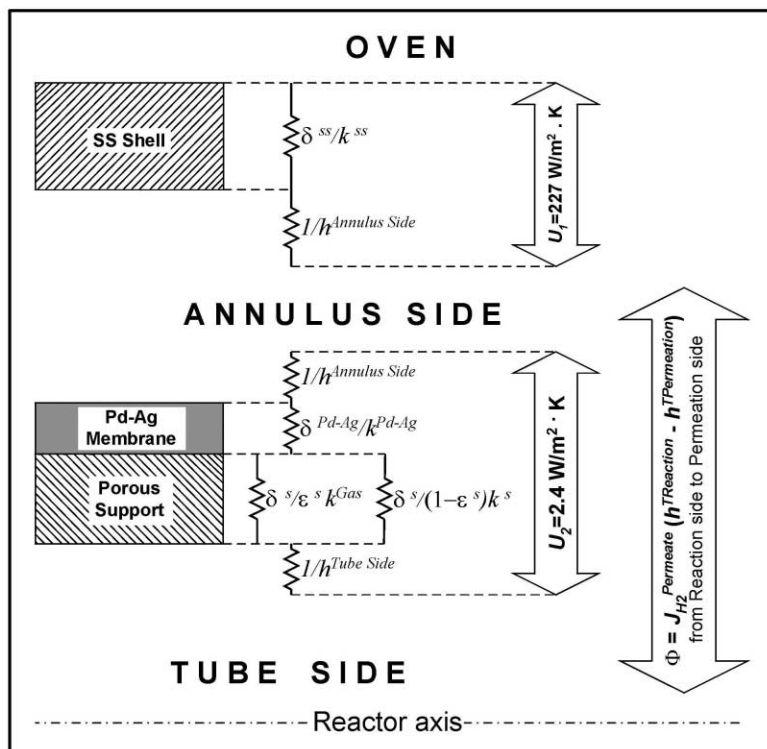 OVEN
SS Shell
δ ss/k ss
1/h Annulus Side
U1=227 W/m² . K
ANNULUS SIDE
1/h Annulus Side
Pd-Ag
Membrane
δ Pd-Ag/k Pd-Ag
Porous
Support
δ s/ε s k Gas
δ s/(1−ε s)k s
1/h Tube Side
U2=2.4 W/m² · K
Φ = JH2 Permeate (h TReaction - h TPermeation)
from Reaction side to Permeation side
TUBE SIDE
Reactor axis